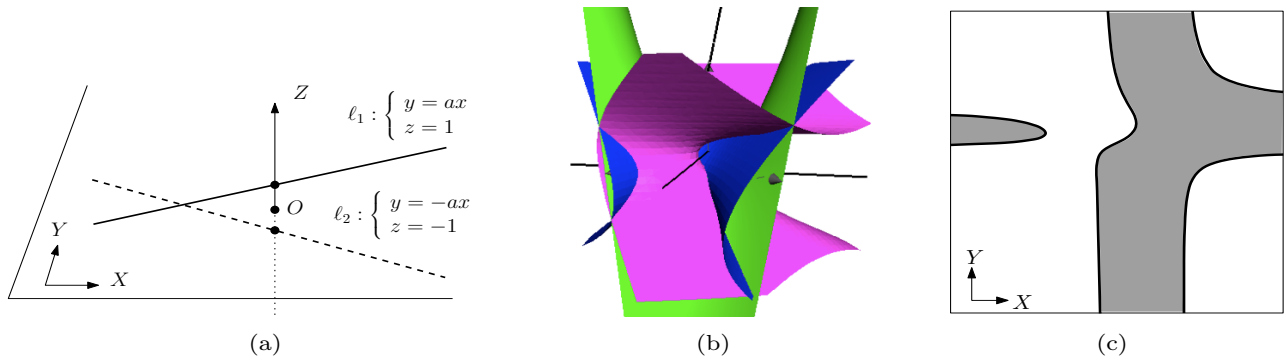 Z
ℓ₁ : { y = ax
z = 1
O
ℓ₂ : { y = −ax
z = −1
Y
X
Y
X
(a)
(b)
(c)